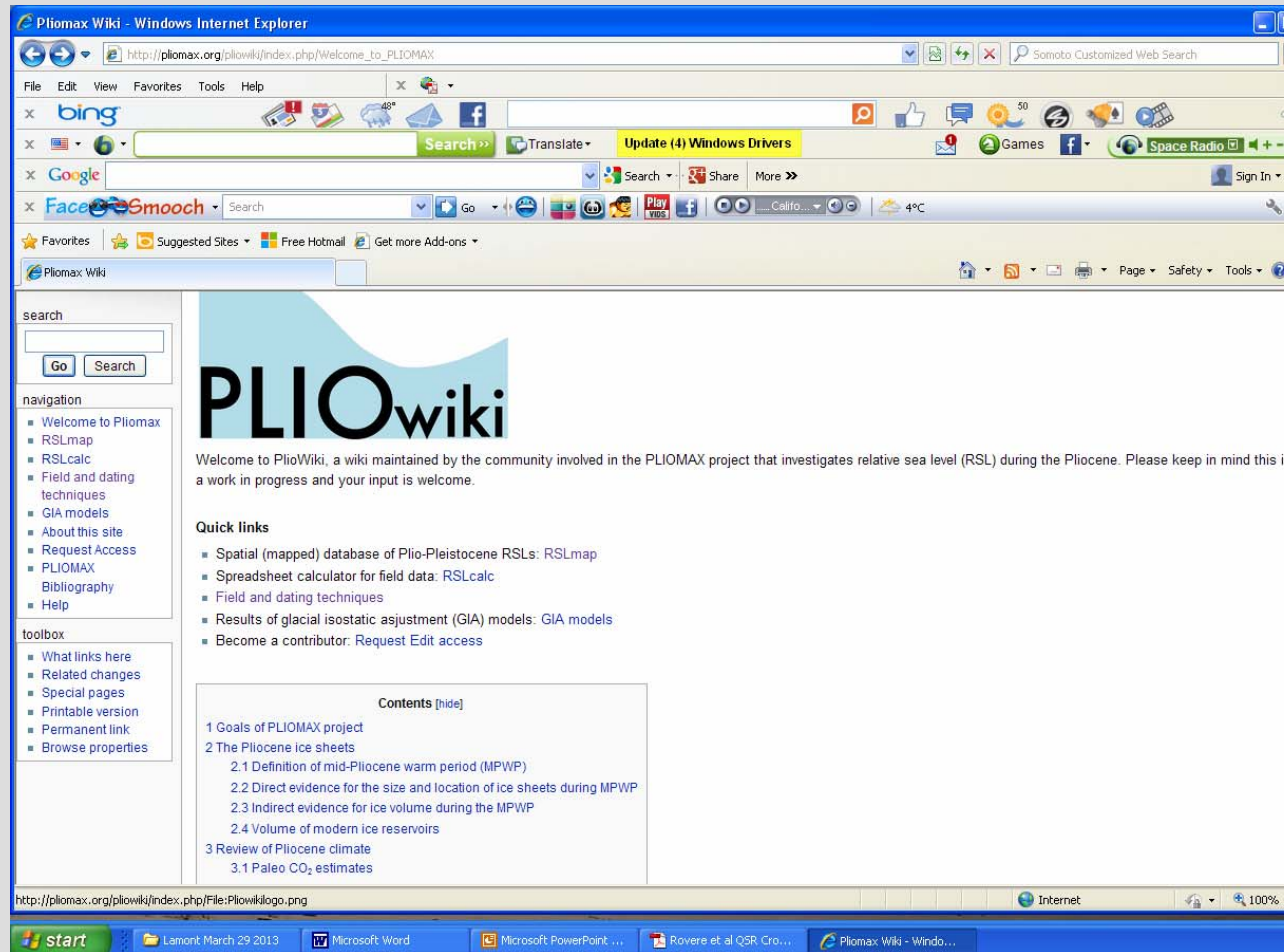 Pliomax Wiki - Windows Internet Explorer
http://pliomax.org/pliowiki/index.php/Welcome_to_PLIOMAX
Somoto Customized Web Search
File Edit View Favorites Tools Help
x
x bing 48° 50
x Search >> Translate Update (4) Windows Drivers Games Space Radio
x Google Search Share More >> Sign In
x FaceSmooch Search Go Play VIDS ..... Califo... 4°C
Favorites Suggested Sites Free Hotmail Get more Add-ons
Pliomax Wiki Page Safety Tools
search
Go Search
navigation
Welcome to Pliomax
RSLmap
RSLcalc
Field and dating
techniques
GIA models
About this site
Request Access
PLIOMAX
Bibliography
Help
toolbox
What links here
Related changes
Special pages
Printable version
Permanent link
Browse properties
PLIOwiki
Welcome to PlioWiki, a wiki maintained by the community involved in the PLIOMAX project that investigates relative sea level (RSL) during the Pliocene. Please keep in mind this i
a work in progress and your input is welcome.
Quick links
Spatial (mapped) database of Plio-Pleistocene RSLs: RSLmap
Spreadsheet calculator for field data: RSLcalc
Field and dating techniques
Results of glacial isostatic asjustment (GIA) models: GIA models
Become a contributor: Request Edit access
Contents [hide]
1 Goals of PLIOMAX project
2 The Pliocene ice sheets
2.1 Definition of mid-Pliocene warm period (MPWP)
2.2 Direct evidence for the size and location of ice sheets during MPWP
2.3 Indirect evidence for ice volume during the MPWP
2.4 Volume of modern ice reservoirs
3 Review of Pliocene climate
3.1 Paleo CO₂ estimates
http://pliomax.org/pliowiki/index.php/File:Pliowikilogo.png Internet 100%
start Lamont March 29 2013 Microsoft Word Microsoft PowerPoint ... Rovere et al QSR Cro... Pliomax Wiki - Windo...